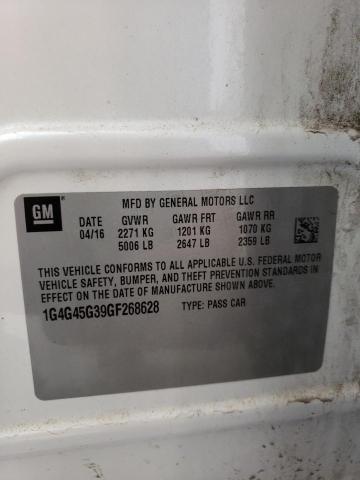 GM
MFD BY GENERAL MOTORS LLC
DATE GVWR GAWR FRT GAWR RR
04/16 2271 KG 1201 KG 1070 KG
5006 LB 2647 LB 2359 LB
THIS VEHICLE CONFORMS TO ALL APPLICABLE U.S. FEDERAL MOTOR
VEHICLE SAFETY, BUMPER, AND THEFT PREVENTION STANDARDS IN
EFFECT ON THE DATE OF MANUFACTURE SHOWN ABOVE.
1G4G45G39GF268628 TYPE: PASS CAR